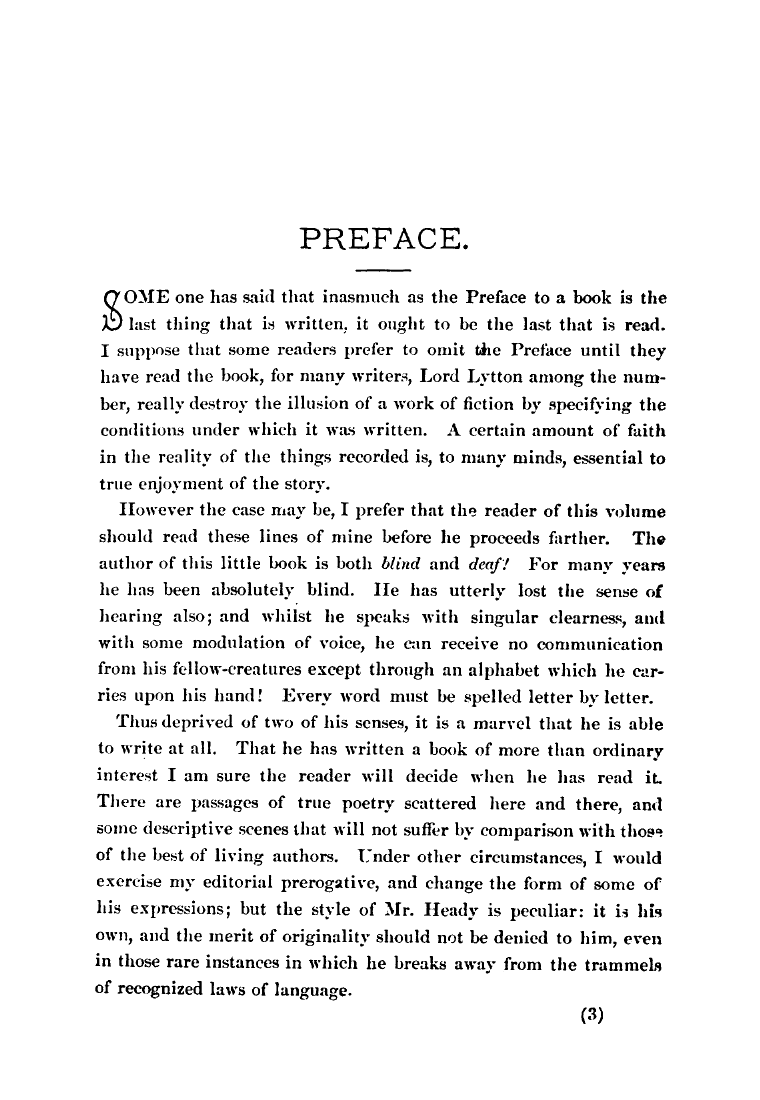 PREFACE.
SOME one has said that inasmuch as the Preface to a book is the
last thing that is written, it ought to be the last that is read.
I suppose that some readers prefer to omit the Preface until they
have read the book, for many writers, Lord Lytton among the num-
ber, really destroy the illusion of a work of fiction by specifying the
conditions under which it was written. A certain amount of faith
in the reality of the things recorded is, to many minds, essential to
true enjoyment of the story.
However the case may be, I prefer that the reader of this volume
should read these lines of mine before he proceeds farther. The
author of this little book is both blind and deaf! For many years
he has been absolutely blind. He has utterly lost the sense of
hearing also; and whilst he speaks with singular clearness, and
with some modulation of voice, he can receive no communication
from his fellow-creatures except through an alphabet which he car-
ries upon his hand! Every word must be spelled letter by letter.
Thus deprived of two of his senses, it is a marvel that he is able
to write at all. That he has written a book of more than ordinary
interest I am sure the reader will decide when he has read it.
There are passages of true poetry scattered here and there, and
some descriptive scenes that will not suffer by comparison with those
of the best of living authors. Under other circumstances, I would
exercise my editorial prerogative, and change the form of some of
his expressions; but the style of Mr. Heady is peculiar: it is his
own, and the merit of originality should not be denied to him, even
in those rare instances in which he breaks away from the trammels
of recognized laws of language.
(3)